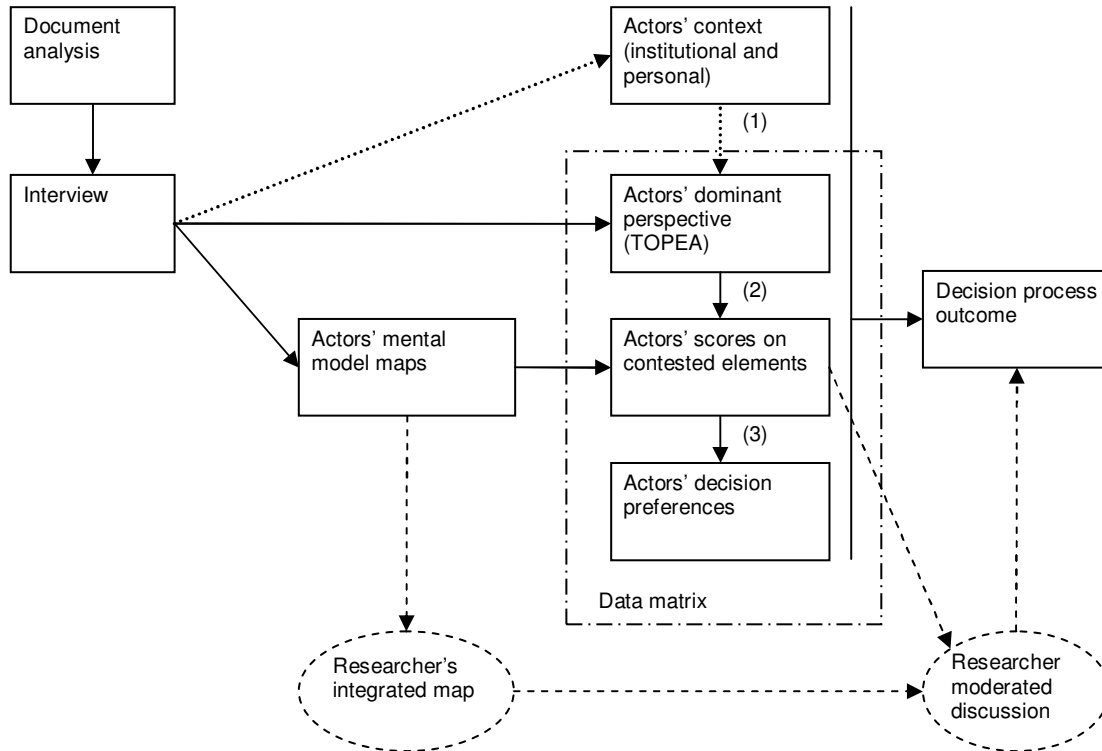 Document
analysis
Actors’ context
(institutional and
personal)
(1)
Interview
Actors’ dominant
perspective
(TOPEA)
(2)
Decision process
outcome
Actors’ mental
model maps
Actors’ scores on
contested elements
(3)
Actors’ decision
preferences
Data matrix
Researcher’s
integrated map
Researcher
moderated
discussion